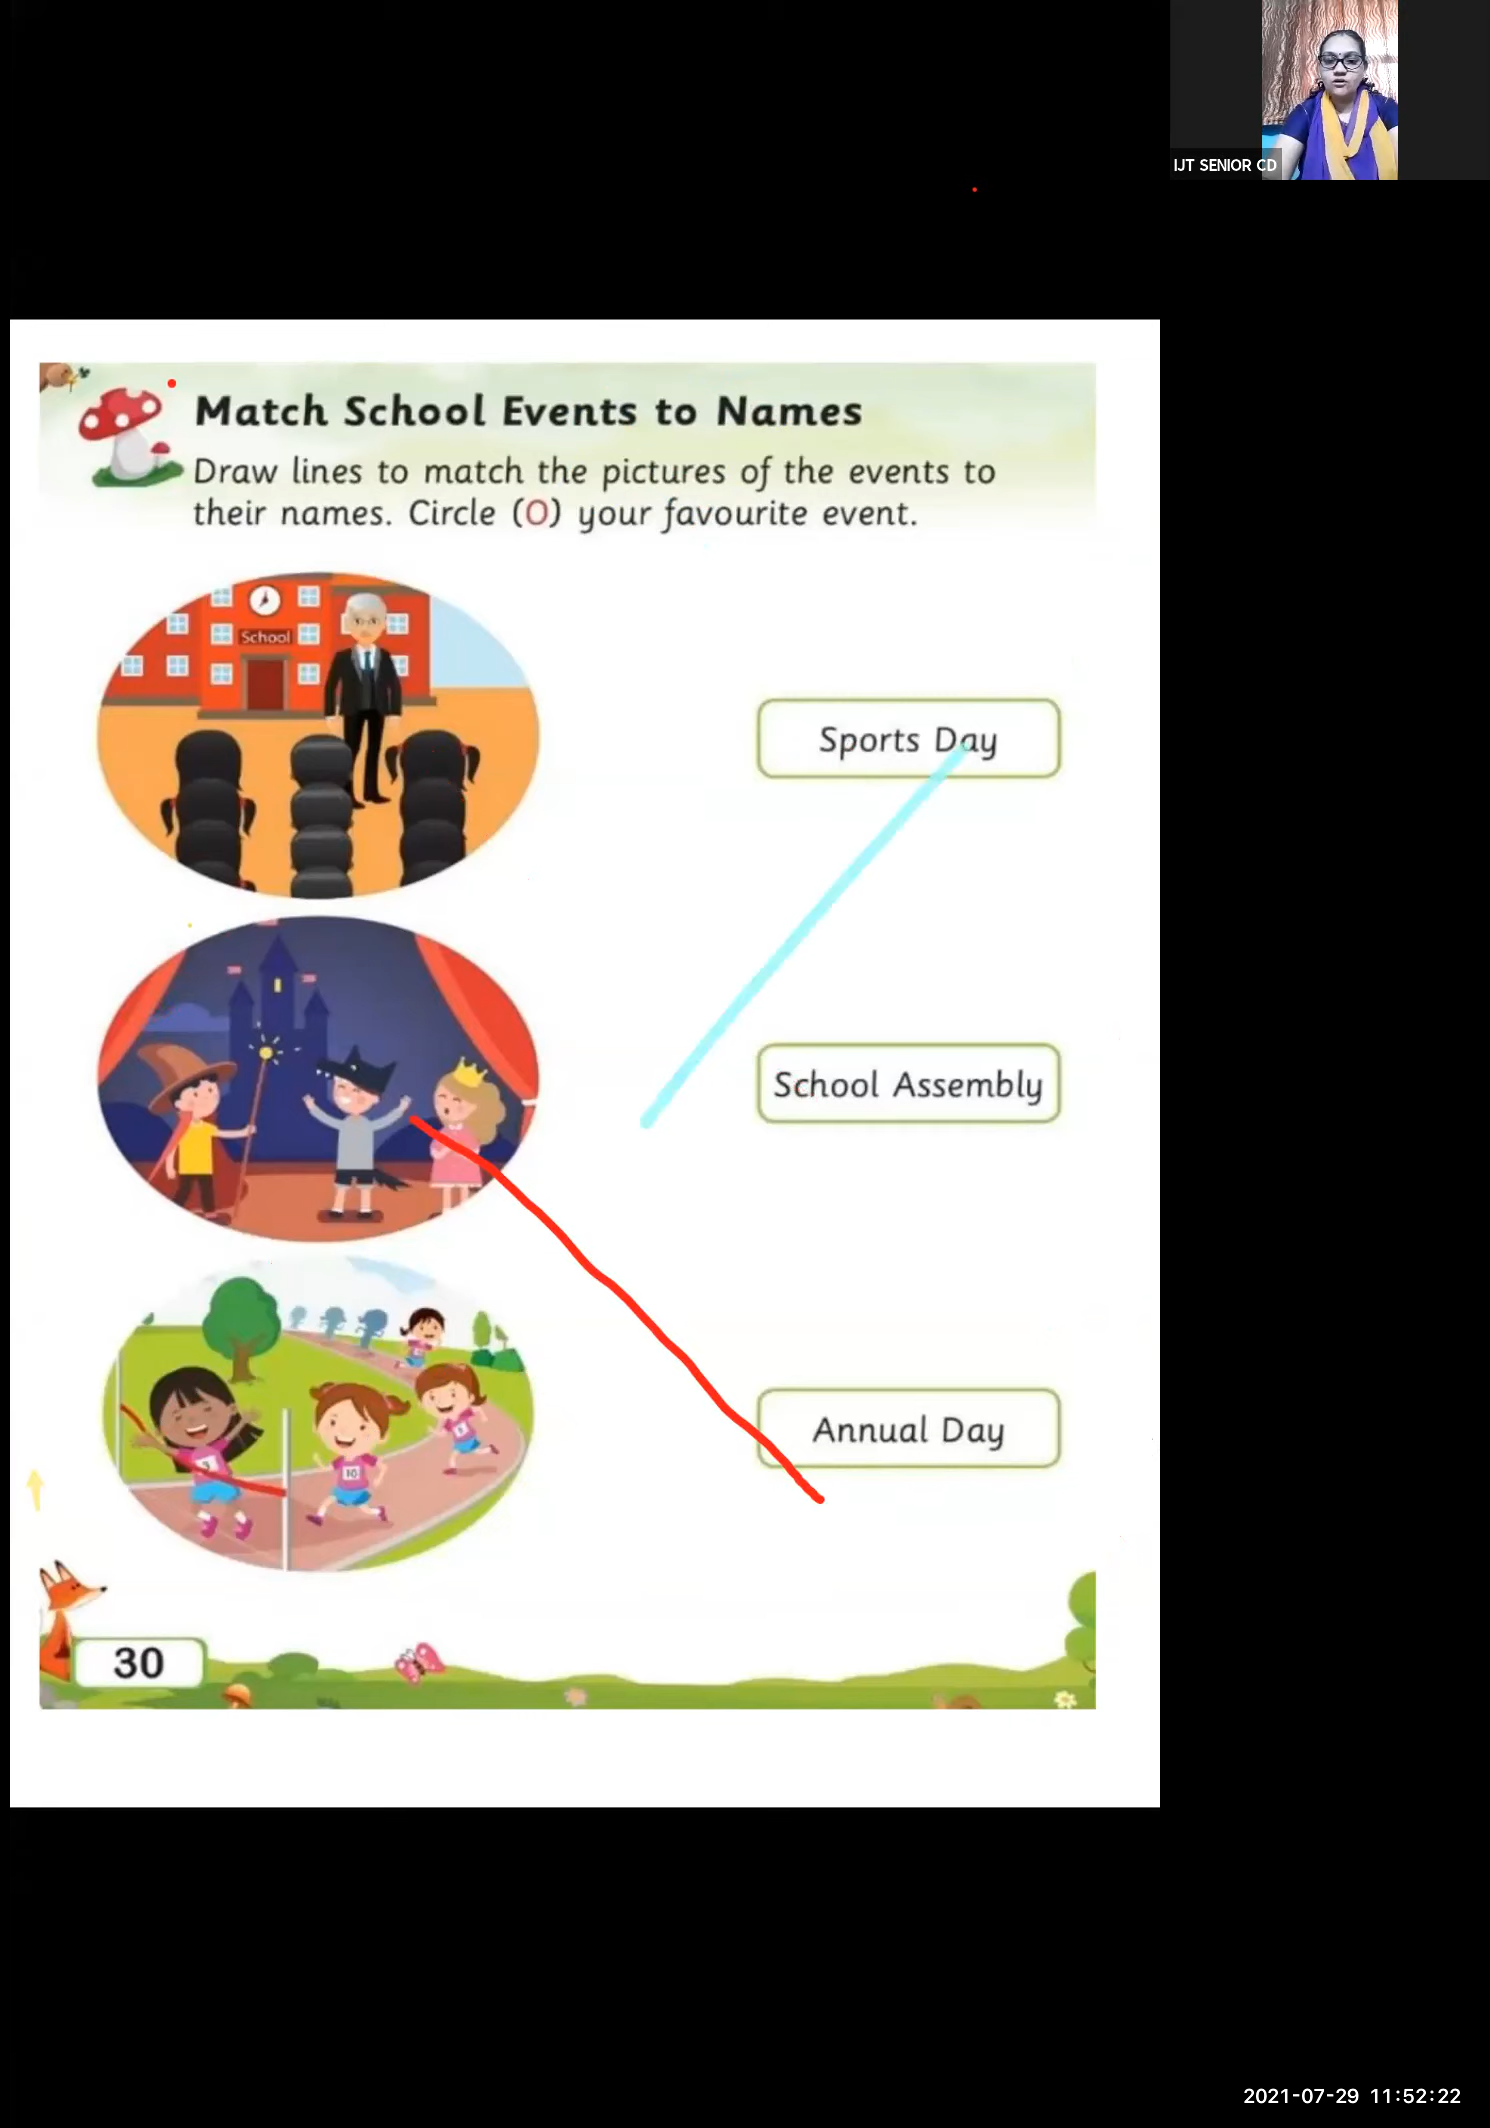 IJT SENIOR CD
Match School Events to Names
Draw lines to match the pictures of the events to
their names. Circle (O) your favourite event.
School
Sports Day
School Assembly
Annual Day
10
30
2021-07-29 11:52:22